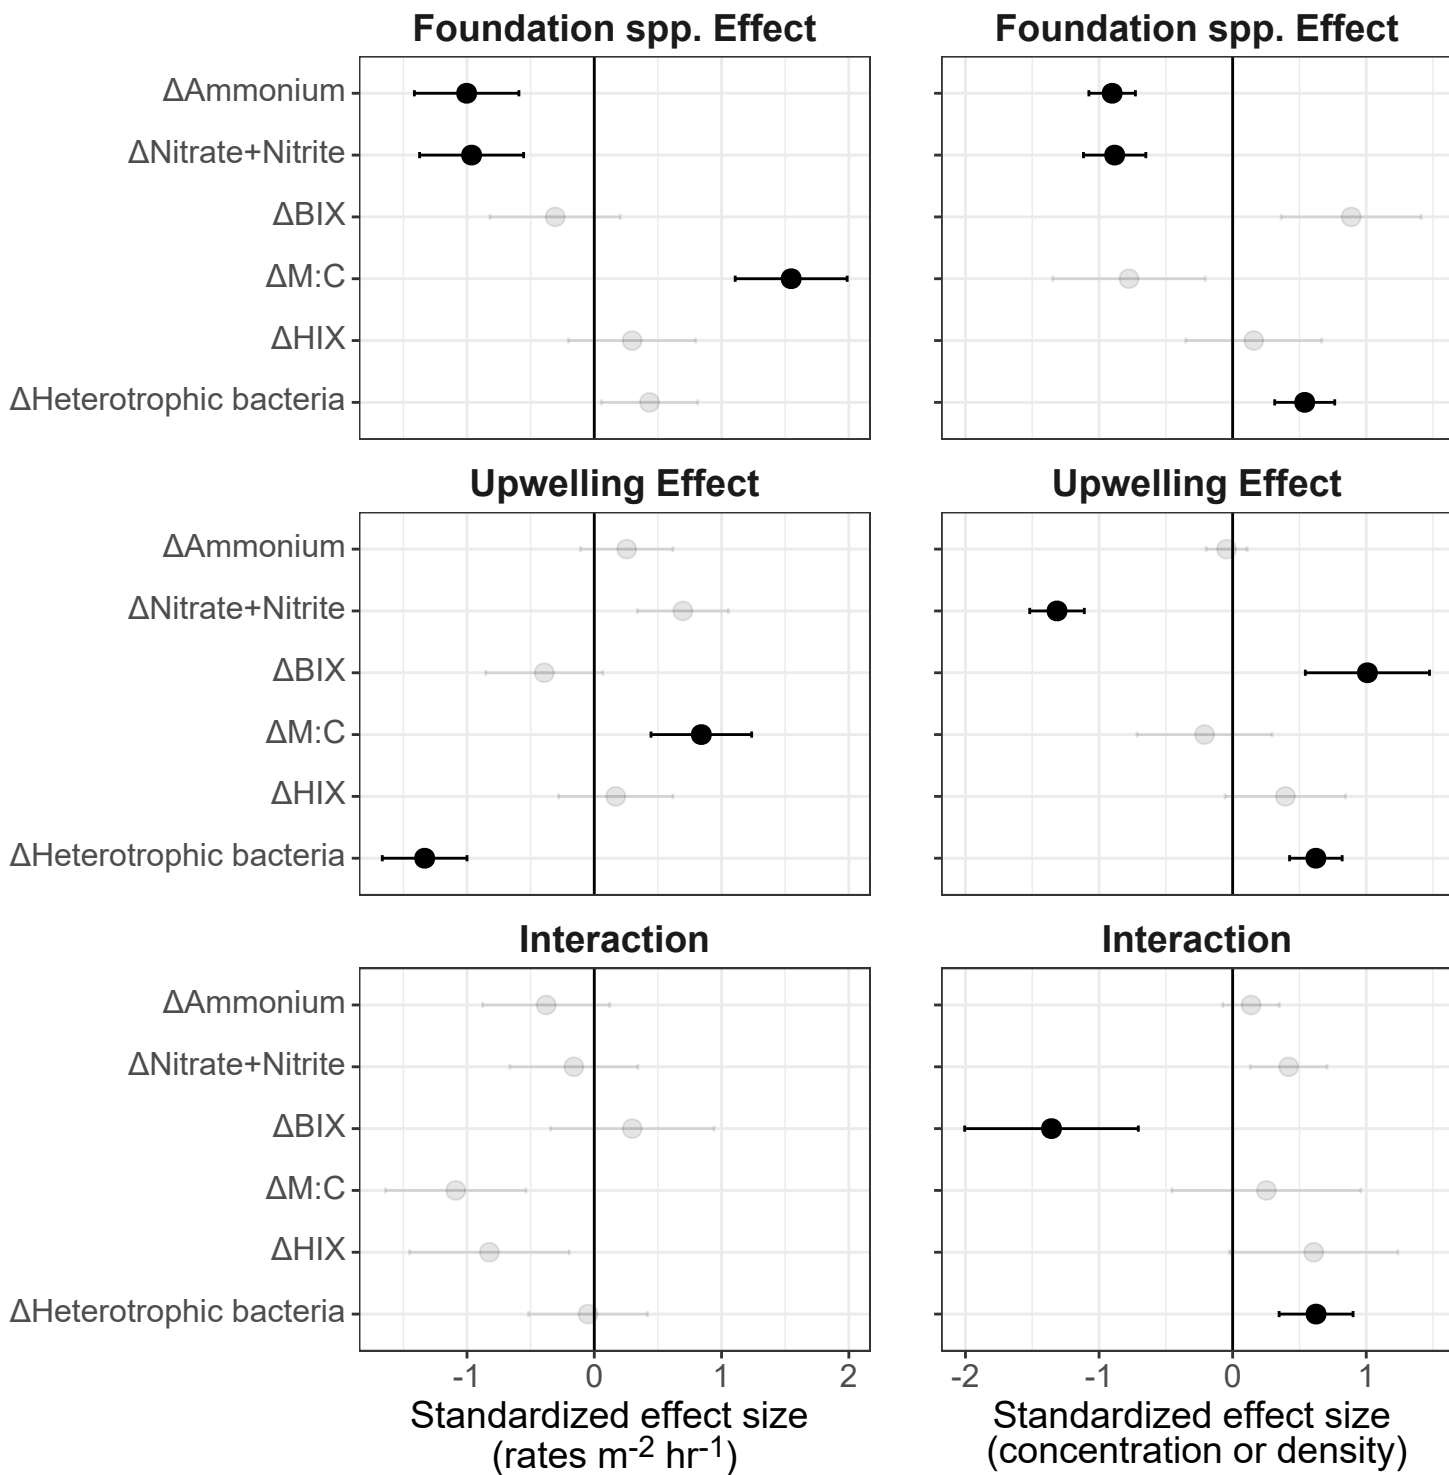 Foundation spp. Effect
Foundation spp. Effect
ΔAmmonium
ΔNitrate+Nitrite
ΔBIX
ΔM:C
ΔHIX
ΔHeterotrophic bacteria
Upwelling Effect
Upwelling Effect
ΔAmmonium
ΔNitrate+Nitrite
ΔBIX
ΔM:C
ΔHIX
ΔHeterotrophic bacteria
Interaction
Interaction
ΔAmmonium
ΔNitrate+Nitrite
ΔBIX
ΔM:C
ΔHIX
ΔHeterotrophic bacteria
-1 0 1 2
-2 -1 0 1
Standardized effect size
(rates m⁻² hr⁻¹)
Standardized effect size
(concentration or density)